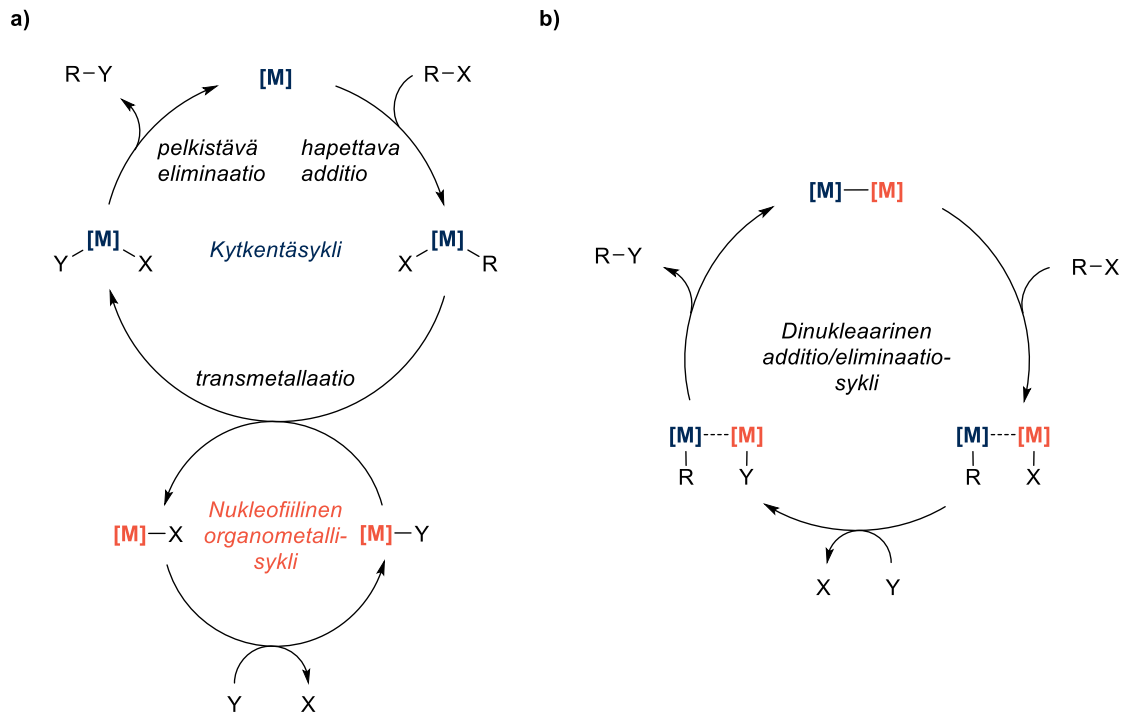 a)
R–Y
[M]
R–X
pelkistävä
eliminaatio
hapettava
additio
[M]
Y
X
Kytkentäsykli
[M]
X
R
transmetallaatio
[M]–X
Nukleofiilinen
organometalli-
sykli
[M]–Y
Y
X
b)
[M]—[M]
R–Y
R–X
Dinukleaarinen
additio/eliminaatio-
sykli
[M]----[M]
R
Y
[M]----[M]
R
X
X
Y